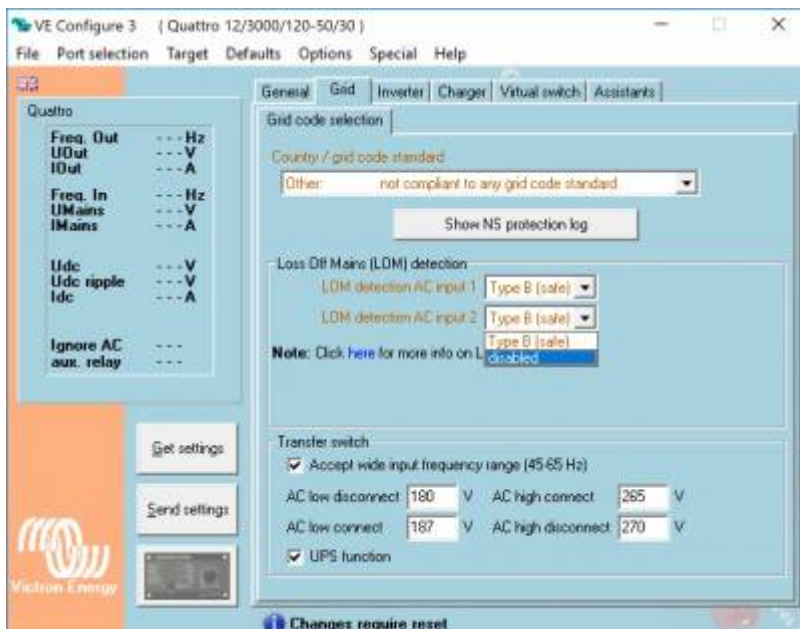 VE Configure 3 ( Quattro 12/3000/120-50/30 )
File Port selection Target Defaults Options Special Help
General Grid Inverter Charger Virtual switch Assistants
Quattro
Grid code selection
Freq. Out - - - Hz
UOut - - - V
IOut - - - A
Freq. In - - - Hz
UMains - - - V
IMains - - - A
Udc - - - V
Udc ripple - - - V
Idc - - - A
Ignore AC - - -
aux. relay - - -
Country / grid code standard
Other: not compliant to any grid code standard
Show NS protection log
Loss Off Mains (LOM) detection
LOM detection AC input 1 Type B (safe)
LOM detection AC input 2 Type B (safe)
Type B (safe)
disabled
Note: Click here for more info on L
Get settings
Send settings
Transfer switch
Accept wide input frequency range (45-65 Hz)
AC low disconnect 180 V AC high connect 265 V
AC low connect 187 V AC high disconnect 270 V
UPS function
Victron Energy
Changes require reset